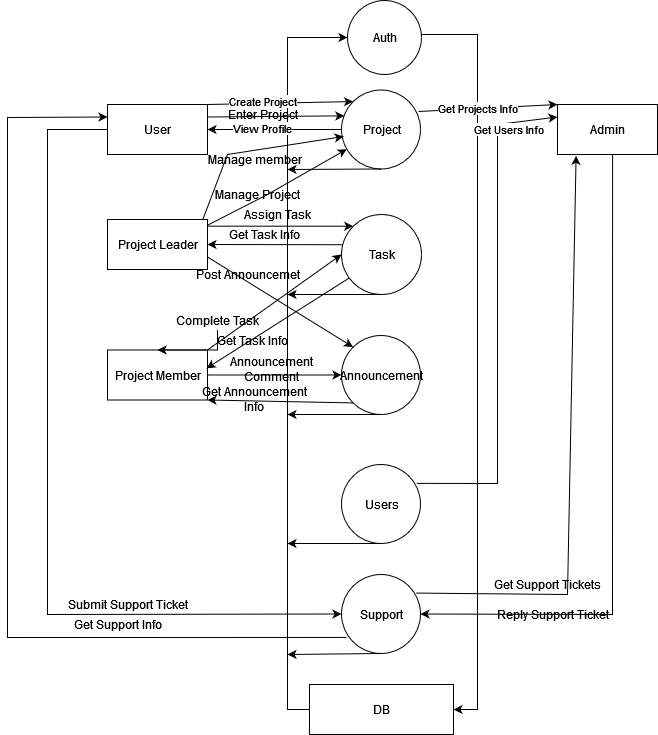 Auth
Create Project
Enter Project
View Profile
User
Project
Get Projects Info
Get Users Info
Admin
Manage member
Manage Project
Assign Task
Get Task Info
Project Leader
Task
Post Announcemet
Complete Task
Get Task Info
Announcement
Comment
Project Member
Announcement
Get Announcement
Info
Users
Get Support Tickets
Submit Support Ticket
Support
Reply Support Ticket
Get Support Info
DB